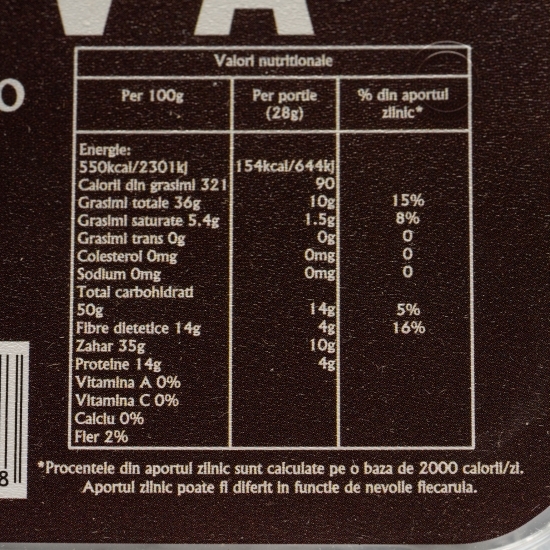 VA
O
Valori nutritionale
Per 100g Per portie % din aportul
(28g) zilnic*
Energie:
550kcal/2301kj 154kcal/644kj
Calorii din grasimi 321 90
Grasimi totale 36g 10g 15%
Grasimi saturate 5.4g 1.5g 8%
Grasimi trans 0g 0g 0
Colesterol 0mg 0mg 0
Sodium 0mg 0mg 0
Total carbohidrati
50g 14g 5%
Fibre dietetice 14g 4g 16%
Zahar 35g 10g
Proteine 14g 4g
Vitamina A 0%
Vitamina C 0%
Calciu 0%
Fier 2%
8
*Procentele din aportul zilnic sunt calculate pe o baza de 2000 calorii/zi.
Aportul zilnic poate fi diferit in functie de nevoile fiecaruia.